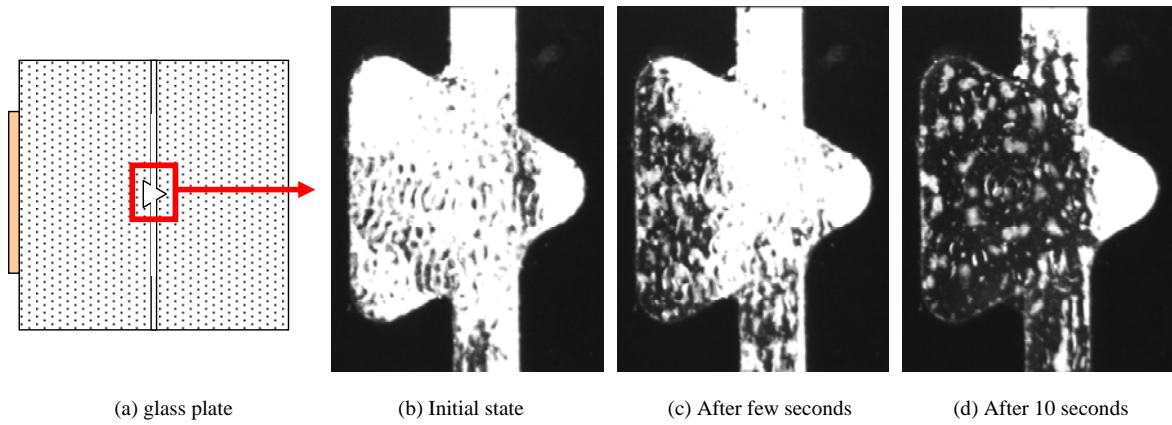 (a) glass plate
(b) Initial state
(c) After few seconds
(d) After 10 seconds